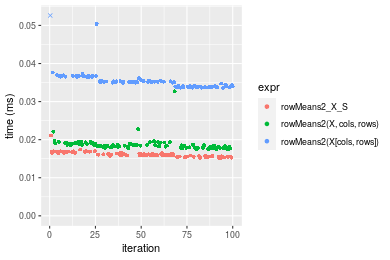 0.05
0.04
0.03
0.02
0.01
0.00
time (ms)
0
25
50
75
100
iteration
expr
rowMeans2_X_S
rowMeans2(X, cols, rows)
rowMeans2(X[cols, rows])